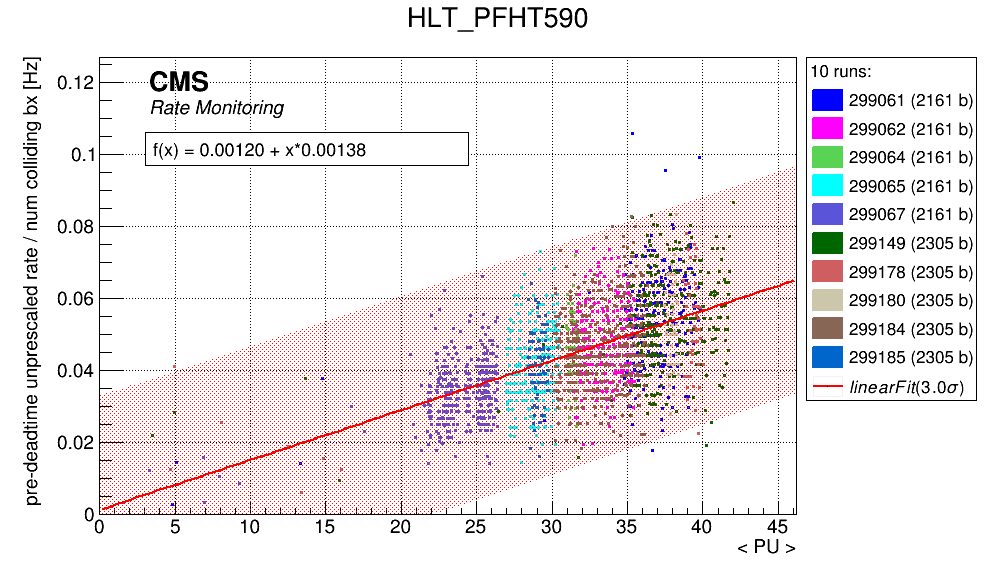 HLT_PFHT590
pre-deadtime unprescaled rate / num colliding bx [Hz]
0.12
0.1
0.08
0.06
0.04
0.02
0
CMS
Rate Monitoring
f(x) = 0.00120 + x*0.00138
0 5 10 15 20 25 30 35 40 45
< PU >
10 runs:
299061 (2161 b)
299062 (2161 b)
299064 (2161 b)
299065 (2161 b)
299067 (2161 b)
299149 (2305 b)
299178 (2305 b)
299180 (2305 b)
299184 (2305 b)
299185 (2305 b)
linearFit(3.0σ)